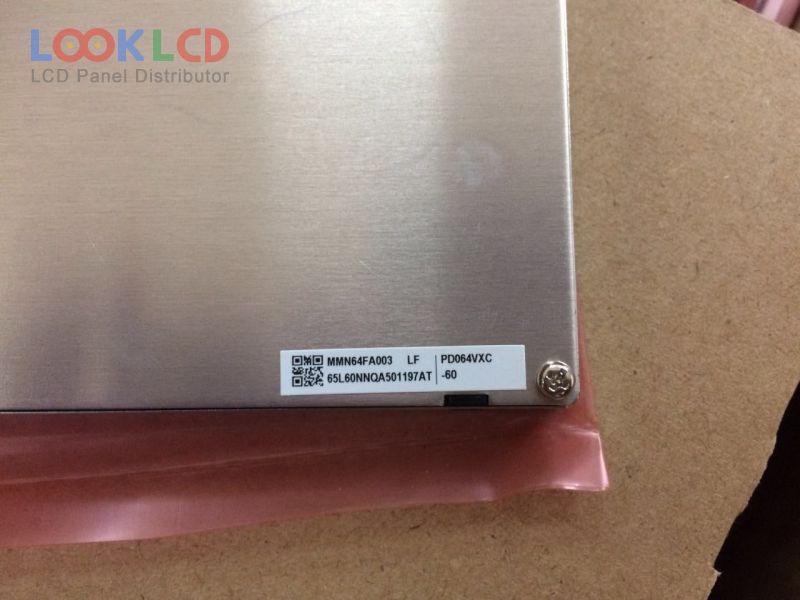 LOOKLCD
LCD Panel Distributor
MMN64FA003 LF PD064VXC
65L60NNQA501197AT -60